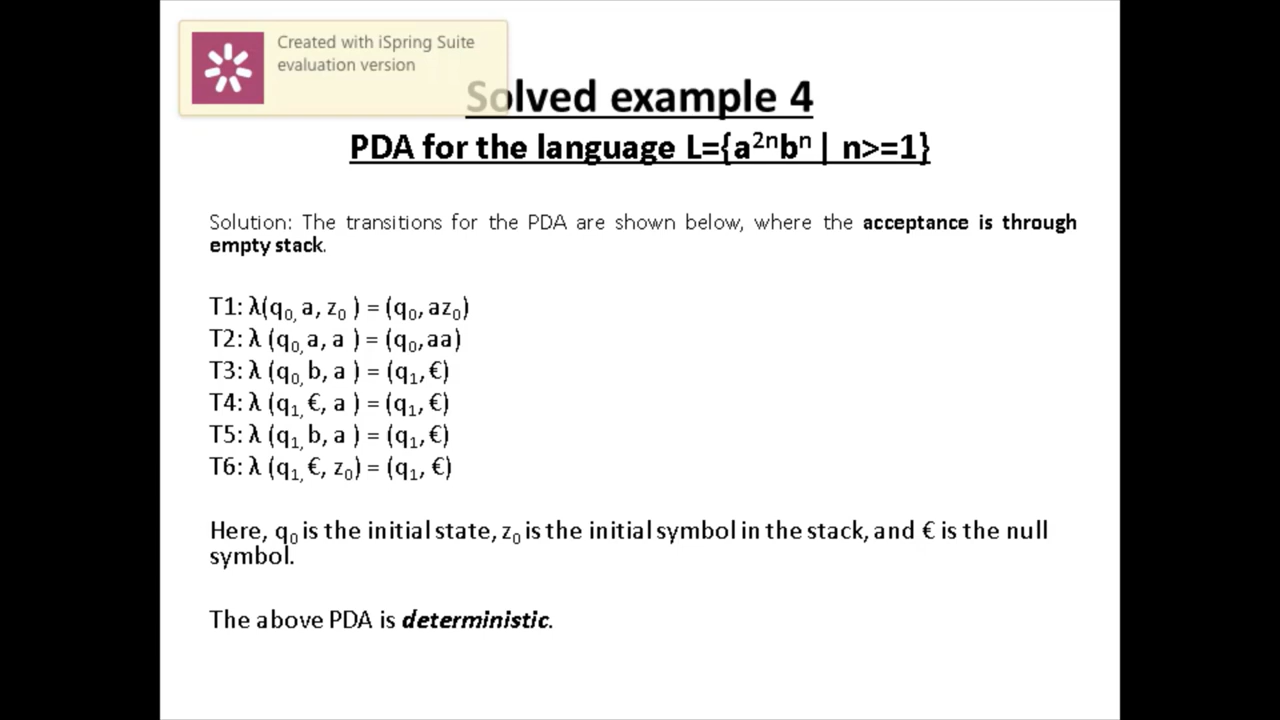 Created with iSpring Suite
evaluation version
Solved example 4
PDA for the language L={a²ⁿbⁿ | n>=1}
Solution: The transitions for the PDA are shown below, where the acceptance is through
empty stack.
T1: λ(q₀, a, z₀ ) = (q₀, az₀)
T2: λ (q₀, a, a ) = (q₀, aa)
T3: λ (q₀, b, a ) = (q₁, €)
T4: λ (q₁, €, a ) = (q₁, €)
T5: λ (q₁, b, a ) = (q₁, €)
T6: λ (q₁, €, z₀) = (q₁, €)
Here, q₀ is the initial state, z₀ is the initial symbol in the stack, and € is the null
symbol.
The above PDA is deterministic.